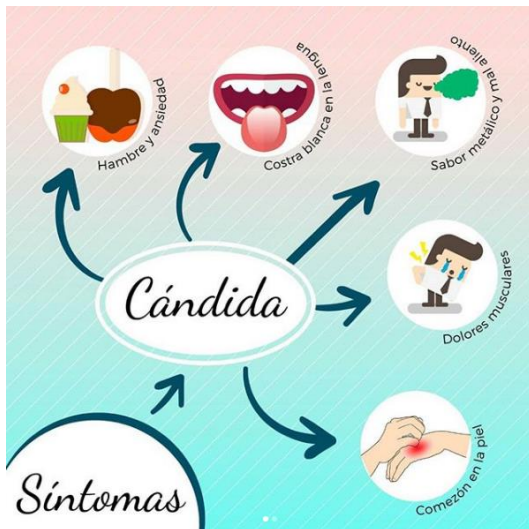 Hambre y ansiedad
Costra blanca en la lengua
Sabor metálico y mal aliento
Cándida
Dolores musculares
Comezón en la piel
Síntomas